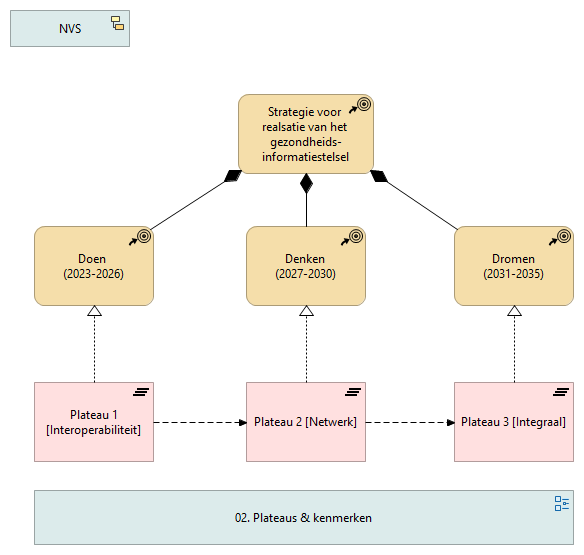 NVS
Strategie voor
realsatie van het
gezondheids-
informatiestelsel
Doen
(2023-2026)
Denken
(2027-2030)
Dromen
(2031-2035)
Plateau 1
[Interoperabiliteit]
Plateau 2 [Netwerk]
Plateau 3 [Integraal]
02. Plateaus & kenmerken